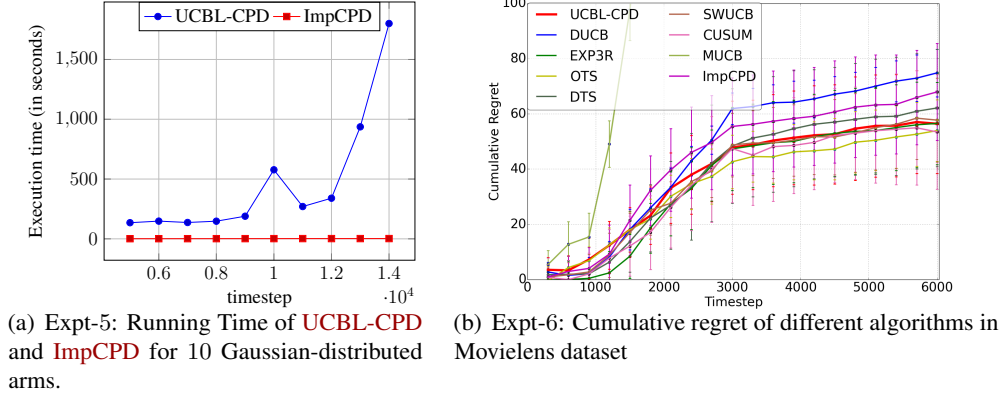 UCBL-CPD ImpCPD
Execution time (in seconds)
1,500
1,000
500
0
0.6 0.8 1 1.2 1.4
timestep
·10⁴
(a) Expt-5: Running Time of UCBL-CPD
and ImpCPD for 10 Gaussian-distributed
arms.
UCBL-CPD SWUCB
DUCB CUSUM
EXP3R MUCB
OTS ImpCPD
DTS
Cumulative Regret
100
80
60
40
20
0
0 1000 2000 3000 4000 5000 6000
Timestep
(b) Expt-6: Cumulative regret of different algorithms in
Movielens dataset